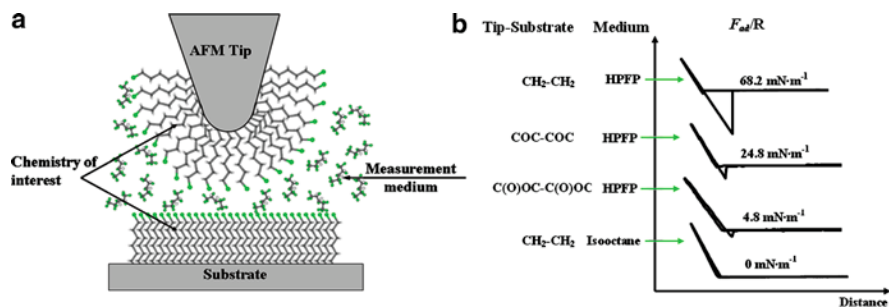 a
AFM Tip
Chemistry of
interest
Measurement
medium
Substrate
b
Tip-Substrate Medium F_ad/R
CH₂-CH₂ HPFP 68.2 mN·m⁻¹
COC-COC HPFP 24.8 mN·m⁻¹
C(O)OC-C(O)OC HPFP 4.8 mN·m⁻¹
CH₂-CH₂ Isooctane 0 mN·m⁻¹
Distance